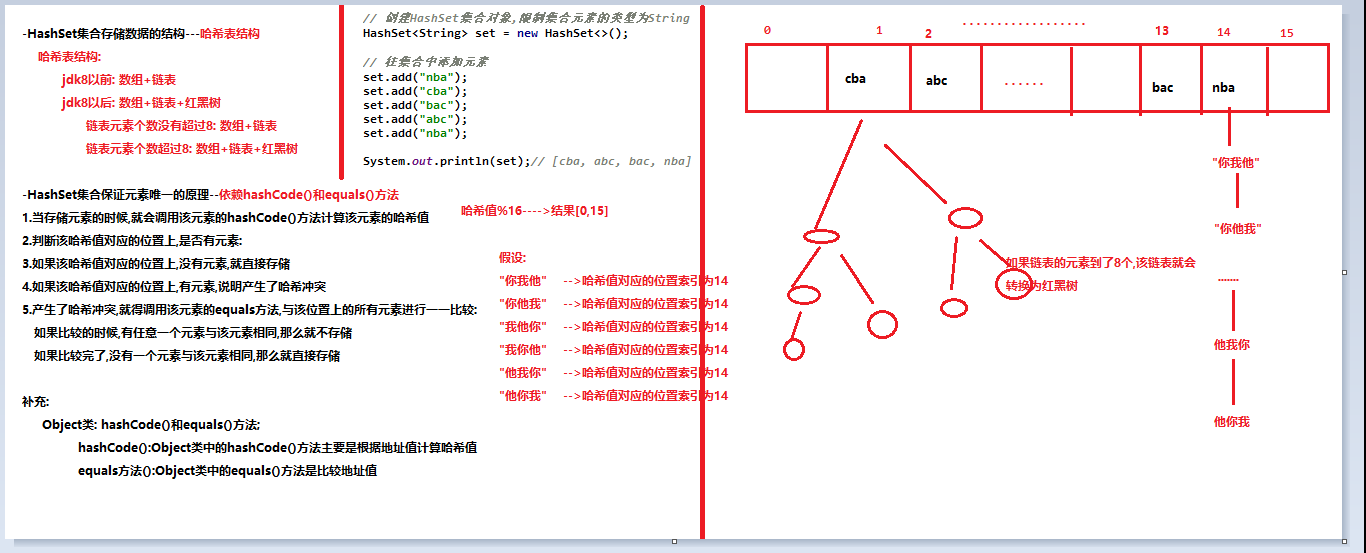 -HashSet集合存储数据的结构---哈希表结构
哈希表结构:
jdk8以前: 数组+链表
jdk8以后: 数组+链表+红黑树
链表元素个数没有超过8: 数组+链表
链表元素个数超过8: 数组+链表+红黑树
// 创建HashSet集合对象,限制集合元素的类型为String
HashSet<String> set = new HashSet<>();
// 往集合中添加元素
set.add("nba");
set.add("cba");
set.add("bac");
set.add("abc");
set.add("nba");
System.out.println(set);// [cba, abc, bac, nba]
-HashSet集合保证元素唯一的原理--依赖hashCode()和equals()方法
1.当存储元素的时候,就会调用该元素的hashCode()方法计算该元素的哈希值
2.判断该哈希值对应的位置上,是否有元素:
3.如果该哈希值对应的位置上,没有元素,就直接存储
4.如果该哈希值对应的位置上,有元素,说明产生了哈希冲突
5.产生了哈希冲突,就得调用该元素的equals方法,与该位置上的所有元素进行一一比较:
如果比较的时候,有任意一个元素与该元素相同,那么就不存储
如果比较完了,没有一个元素与该元素相同,那么就直接存储
补充:
Object类: hashCode()和equals()方法;
hashCode():Object类中的hashCode()方法主要是根据地址值计算哈希值
equals方法():Object类中的equals()方法是比较地址值
哈希值%16---->结果[0,15]
假设:
"你我他" -->哈希值对应的位置索引为14
"你他我" -->哈希值对应的位置索引为14
"我他你" -->哈希值对应的位置索引为14
"我你他" -->哈希值对应的位置索引为14
"他我你" -->哈希值对应的位置索引为14
"他你我" -->哈希值对应的位置索引为14
0 1 2 .................. 13 14 15
cba abc ...... bac nba
"你我他"
"你他我"
如果链表的元素到了8个,该链表就会
转换为红黑树
.......
他我你
他你我